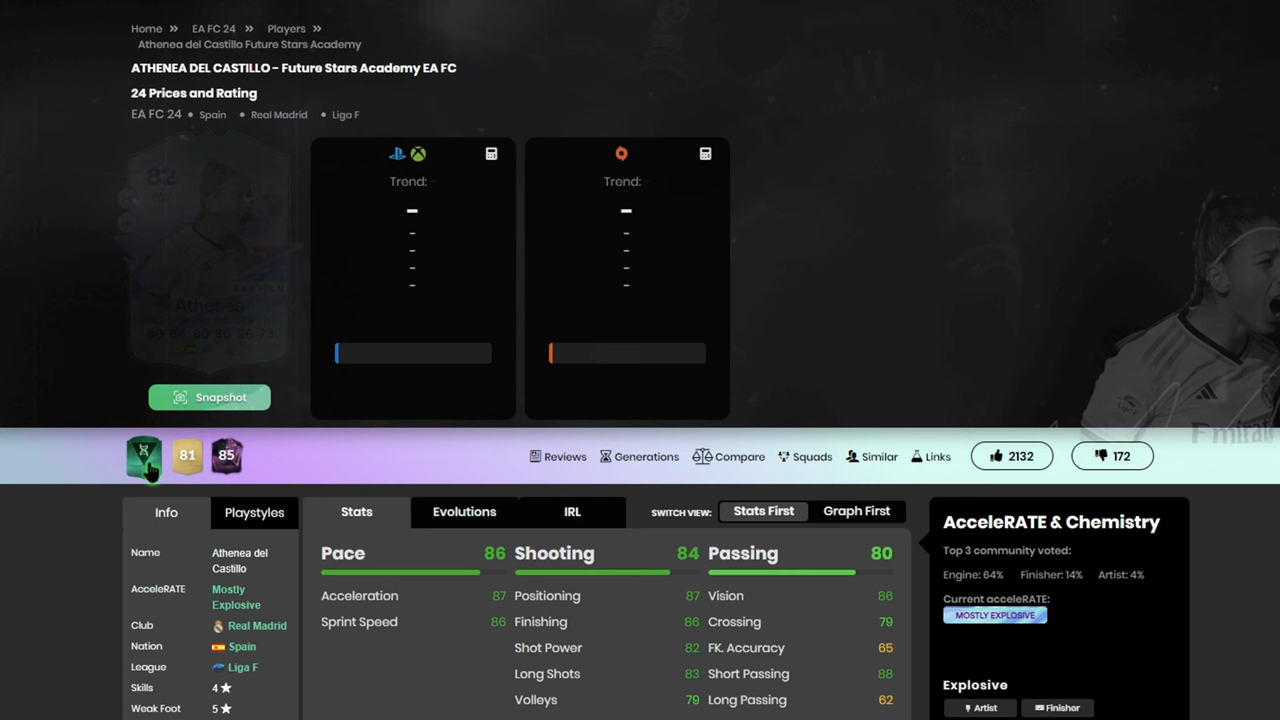 Home » EA FC 24 » Players »
Athenea del Castillo Future Stars Academy
ATHENEA DEL CASTILLO - Future Stars Academy EA FC
24 Prices and Rating
EA FC 24 • Spain • Real Madrid • Liga F
82
Athenea
Trend: -
-
-
-
-
-
Trend: -
-
-
-
-
-
Snapshot
81 85
Reviews Generations Compare Squads Similar Links 2132 172
Info Playstyles
Name Athenea del Castillo
AcceleRATE Mostly Explosive
Club Real Madrid
Nation Spain
League Liga F
Skills 4 ★
Weak Foot 5 ★
Stats Evolutions IRL SWITCH VIEW: Stats First Graph First
Pace 86
Acceleration 87
Sprint Speed 86
Shooting 84
Positioning 87
Finishing 86
Shot Power 82
Long Shots 83
Volleys 79
Passing 80
Vision 86
Crossing 79
FK. Accuracy 65
Short Passing 88
Long Passing 62
AcceleRATE & Chemistry
Top 3 community voted:
Engine: 64% Finisher: 14% Artist: 4%
Current acceleRATE:
MOSTLY EXPLOSIVE
Explosive
Artist Finisher